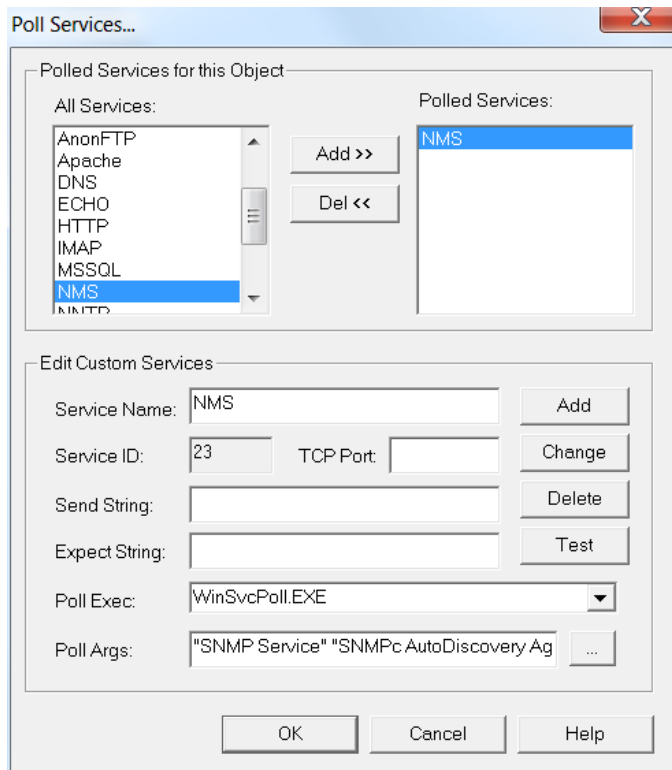 Poll Services...
X
Polled Services for this Object
All Services:
Polled Services:
AnonFTP
Apache
DNS
ECHO
HTTP
IMAP
MSSQL
NMS
NNTP
Add >>
Del <<
NMS
Edit Custom Services
Service Name: NMS Add
Service ID: 23 TCP Port: Change
Send String: Delete
Expect String: Test
Poll Exec: WinSvcPoll.EXE
Poll Args: "SNMP Service" "SNMPc AutoDiscovery Ag ...
OK Cancel Help